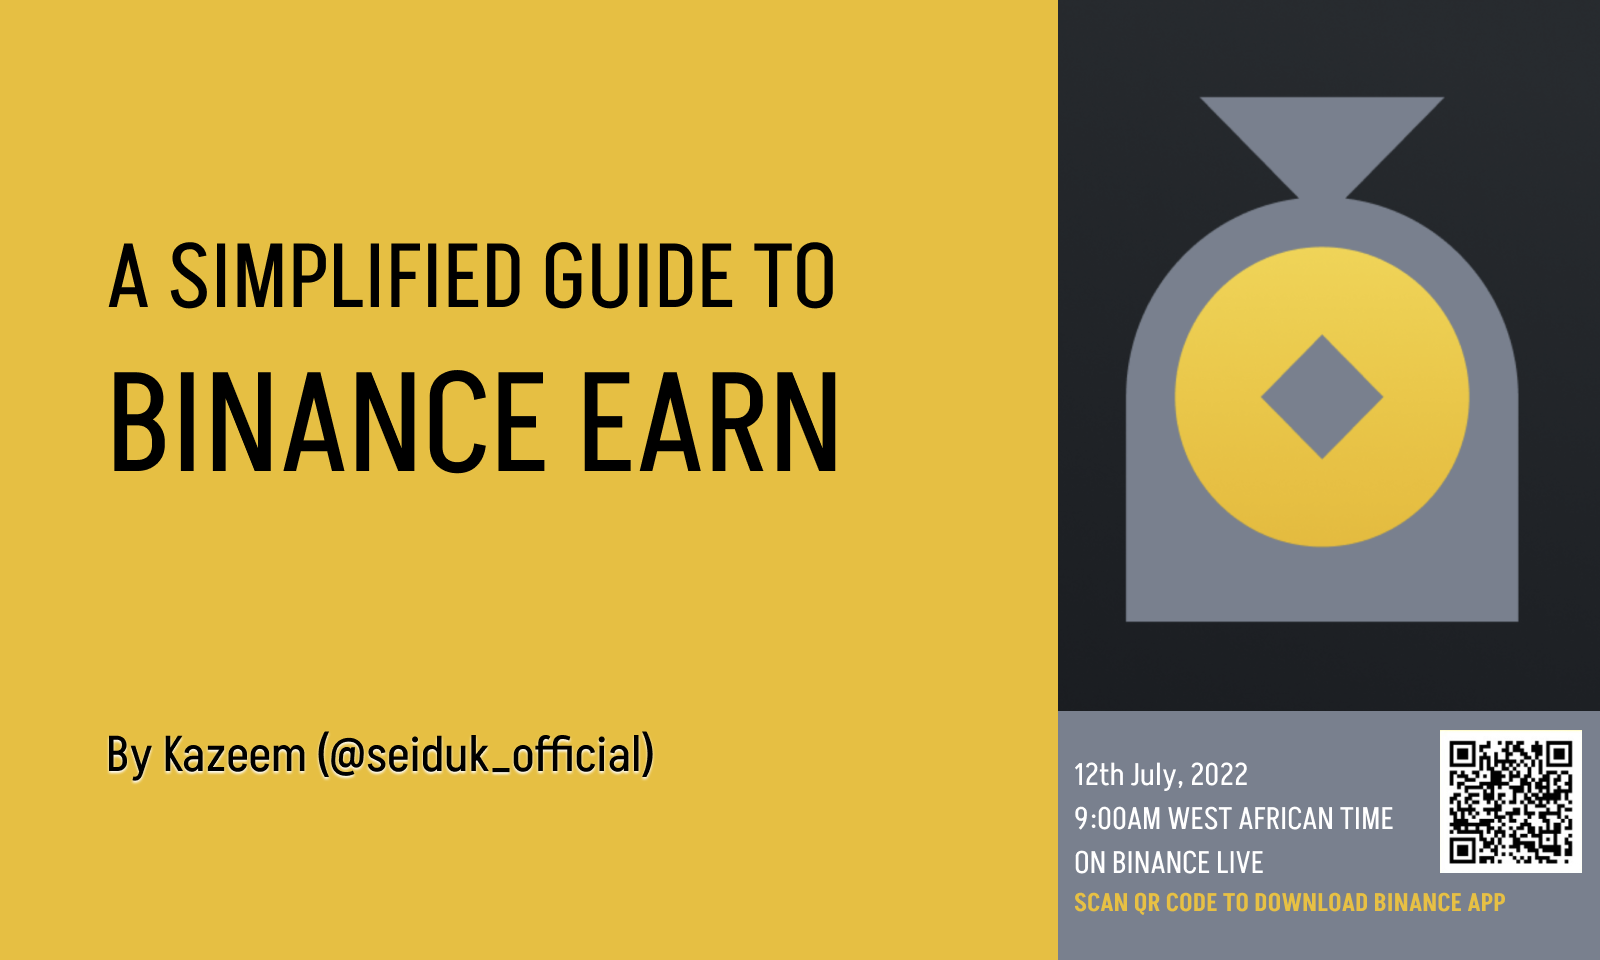 A SIMPLIFIED GUIDE TO
BINANCE EARN
By Kazeem (@seiduk_official)
12th July, 2022
9:00AM WEST AFRICAN TIME
ON BINANCE LIVE
SCAN QR CODE TO DOWNLOAD BINANCE APP